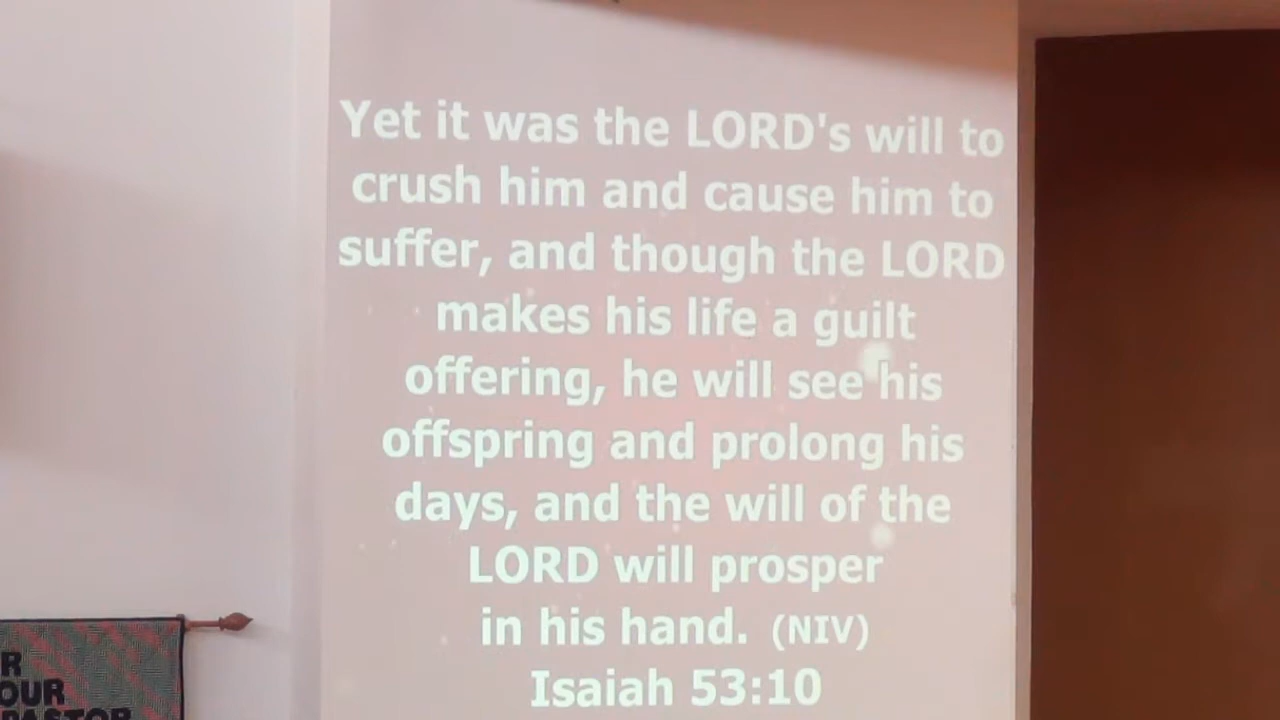 Yet it was the LORD's will to
crush him and cause him to
suffer, and though the LORD
makes his life a guilt
offering, he will see his
offspring and prolong his
days, and the will of the
LORD will prosper
in his hand. (NIV)
Isaiah 53:10
R
OUR
PASTOR